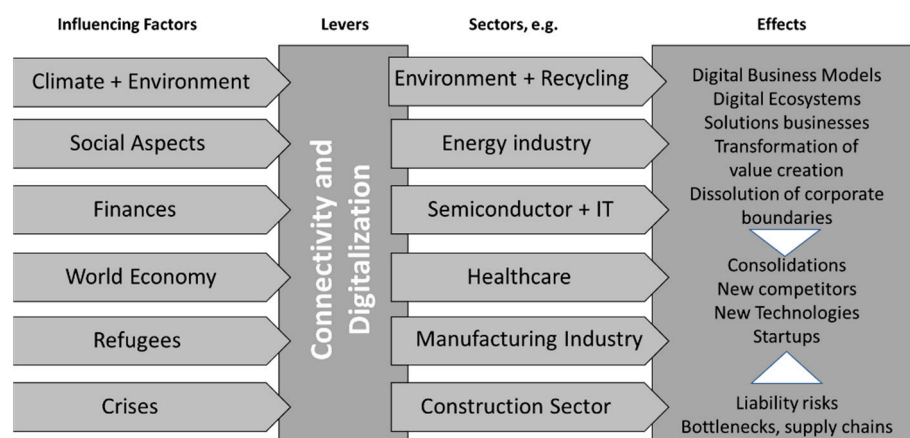 Influencing Factors
Levers
Sectors, e.g.
Effects
Climate + Environment
Social Aspects
Finances
World Economy
Refugees
Crises
Connectivity and
Digitalization
Environment + Recycling
Energy industry
Semiconductor + IT
Healthcare
Manufacturing Industry
Construction Sector
Digital Business Models
Digital Ecosystems
Solutions businesses
Transformation of
value creation
Dissolution of corporate
boundaries
Consolidations
New competitors
New Technologies
Startups
Liability risks
Bottlenecks, supply chains